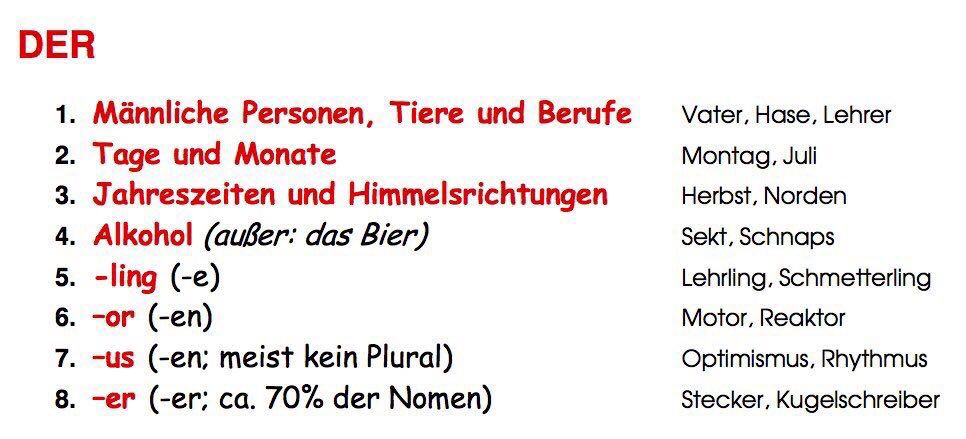 DER
1. Männliche Personen, Tiere und Berufe Vater, Hase, Lehrer
2. Tage und Monate Montag, Juli
3. Jahreszeiten und Himmelsrichtungen Herbst, Norden
4. Alkohol (außer: das Bier) Sekt, Schnaps
5. -ling (-e) Lehrling, Schmetterling
6. –or (-en) Motor, Reaktor
7. –us (-en; meist kein Plural) Optimismus, Rhythmus
8. –er (-er; ca. 70% der Nomen) Stecker, Kugelschreiber